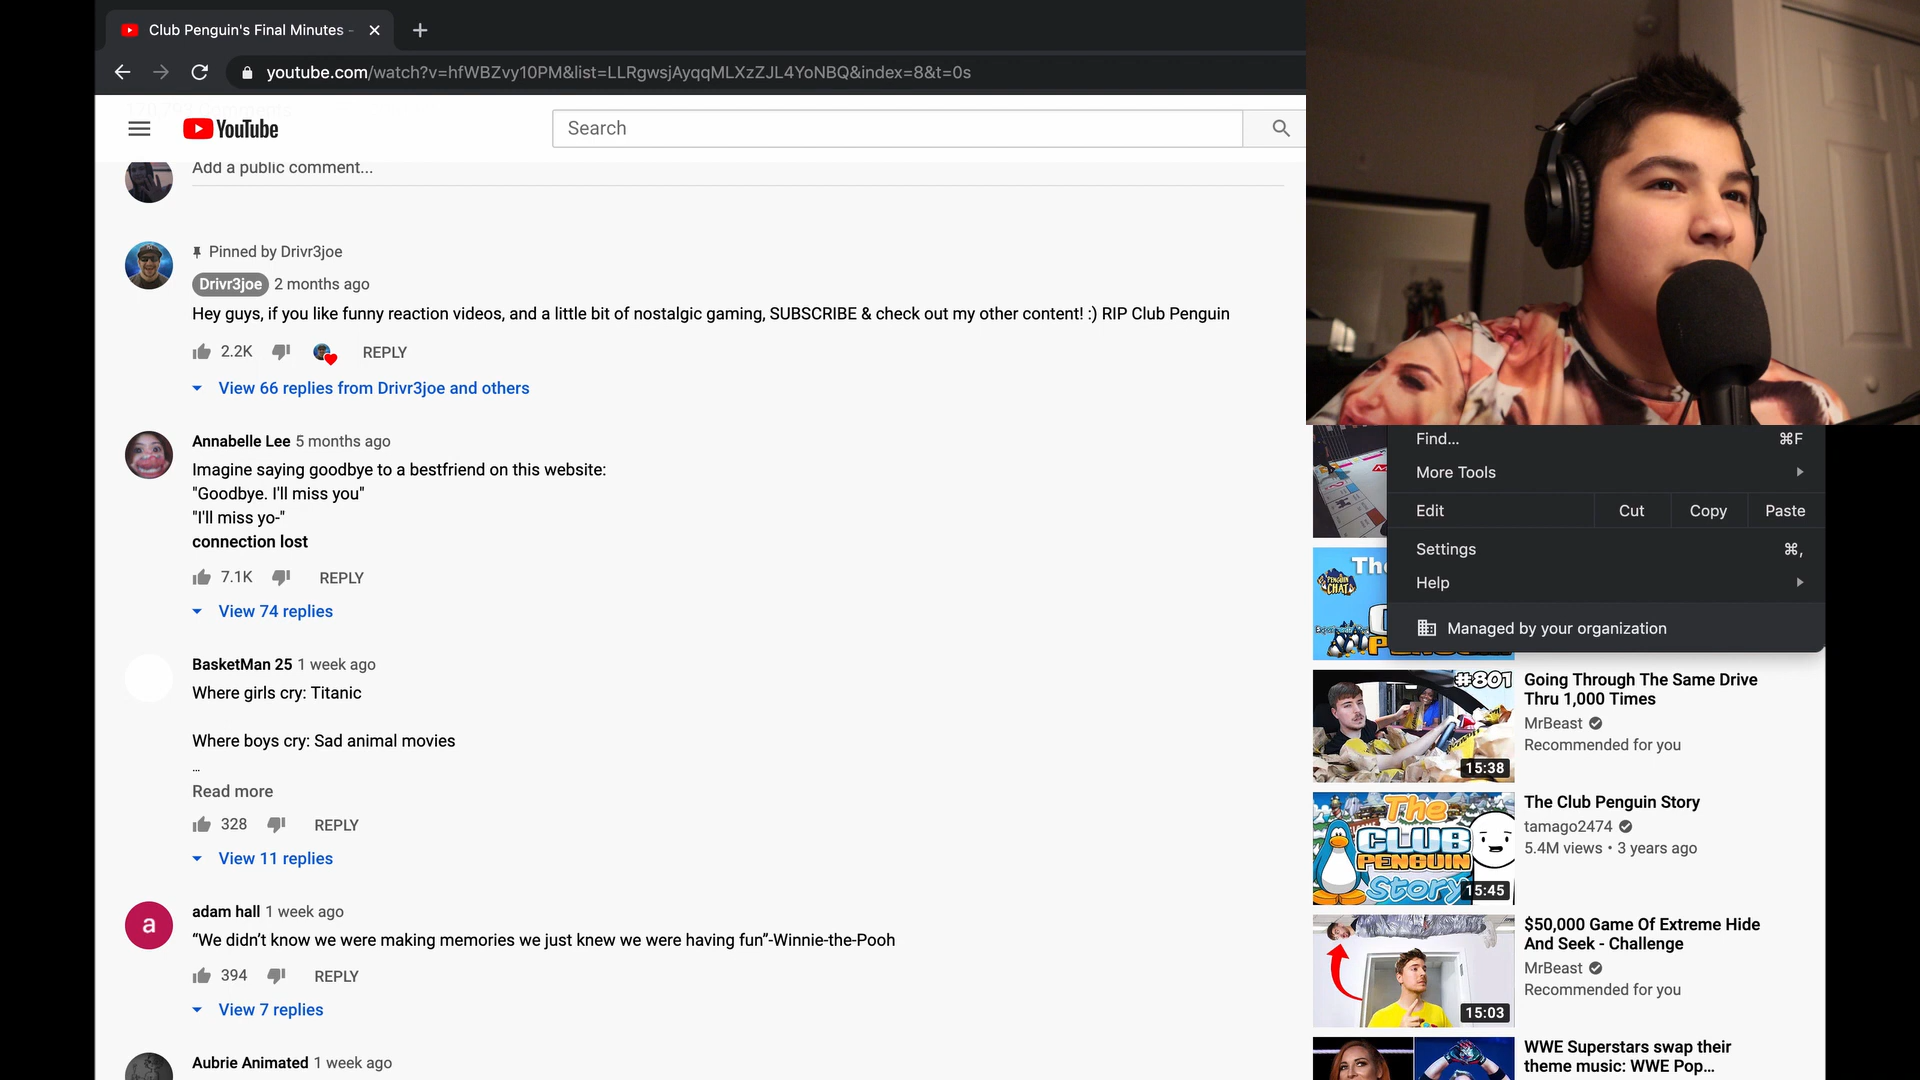 Club Penguin's Final Minutes -
youtube.com/watch?v=hfWBZvy10PM&list=LLRgwsjAyqqMLXzZJL4YoNBQ&index=8&t=0s
YouTube
Search
Add a public comment...
Pinned by Drivr3joe
Drivr3joe 2 months ago
Hey guys, if you like funny reaction videos, and a little bit of nostalgic gaming, SUBSCRIBE & check out my other content! :) RIP Club Penguin
2.2K REPLY
View 66 replies from Drivr3joe and others
Annabelle Lee 5 months ago
Imagine saying goodbye to a bestfriend on this website:
"Goodbye. I'll miss you"
"I'll miss yo-"
connection lost
7.1K REPLY
View 74 replies
BasketMan 25 1 week ago
Where girls cry: Titanic
Where boys cry: Sad animal movies
...
Read more
328 REPLY
View 11 replies
a
adam hall 1 week ago
“We didn’t know we were making memories we just knew we were having fun”-Winnie-the-Pooh
394 REPLY
View 7 replies
Aubrie Animated 1 week ago
Find... ⌘F
More Tools
Edit Cut Copy Paste
Settings ⌘,
Help
Managed by your organization
The
PENGUIN
CHAT
#801
15:38
Going Through The Same Drive
Thru 1,000 Times
MrBeast
Recommended for you
The
CLUB
PENGUIN
Story
15:45
The Club Penguin Story
tamago2474
5.4M views • 3 years ago
15:03
$50,000 Game Of Extreme Hide
And Seek - Challenge
MrBeast
Recommended for you
WWE Superstars swap their
theme music: WWE Pop...